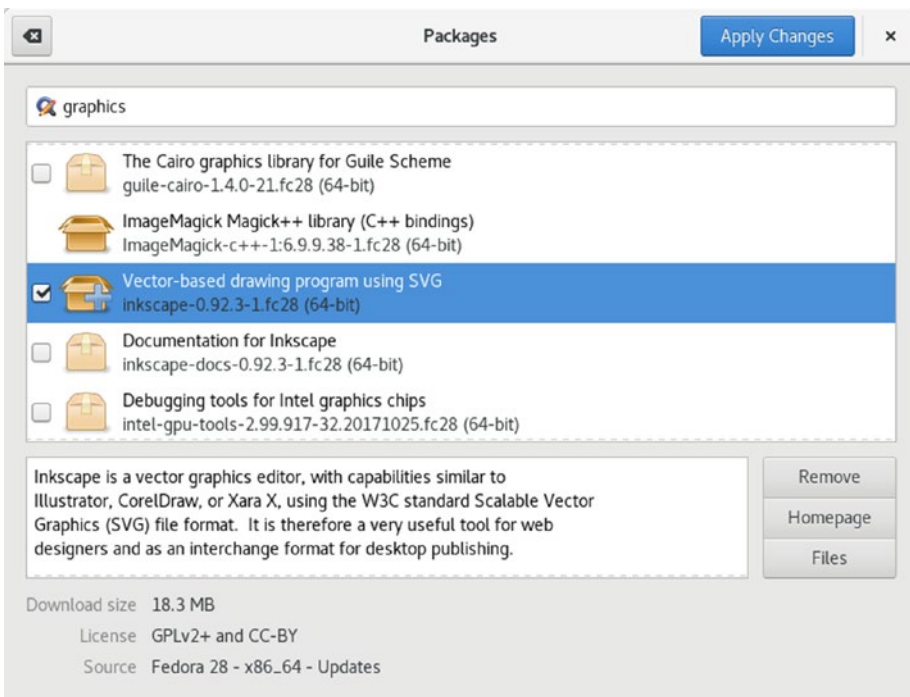 Packages
Apply Changes
graphics
The Cairo graphics library for Guile Scheme
guile-cairo-1.4.0-21.fc28 (64-bit)
ImageMagick Magick++ library (C++ bindings)
ImageMagick-c++-1:6.9.9.38-1.fc28 (64-bit)
Vector-based drawing program using SVG
inkscape-0.92.3-1.fc28 (64-bit)
Documentation for Inkscape
inkscape-docs-0.92.3-1.fc28 (64-bit)
Debugging tools for Intel graphics chips
intel-gpu-tools-2.99.917-32.20171025.fc28 (64-bit)
Inkscape is a vector graphics editor, with capabilities similar to
Illustrator, CorelDraw, or Xara X, using the W3C standard Scalable Vector
Graphics (SVG) file format.  It is therefore a very useful tool for web
designers and as an interchange format for desktop publishing.
Remove
Homepage
Files
Download size 18.3 MB
License GPLv2+ and CC-BY
Source Fedora 28 - x86_64 - Updates